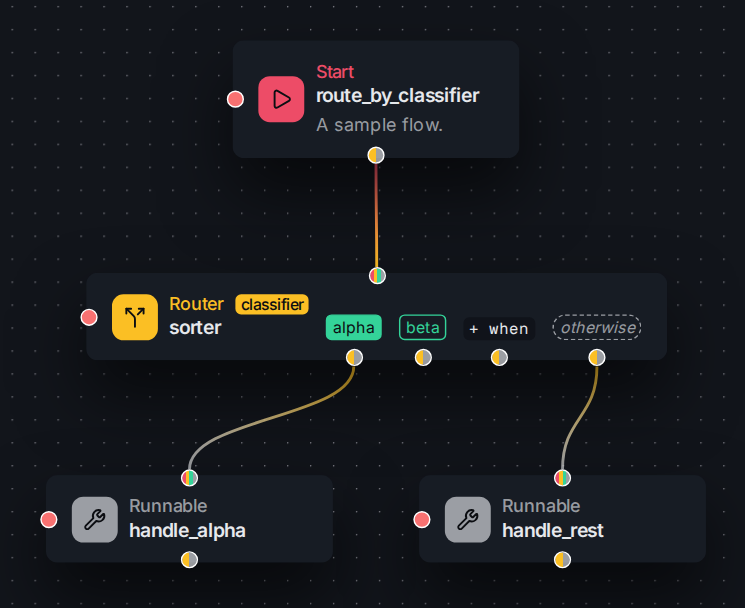 Start
route_by_classifier
A sample flow.
Router classifier
sorter
alpha beta + when otherwise
Runnable
handle_alpha
Runnable
handle_rest